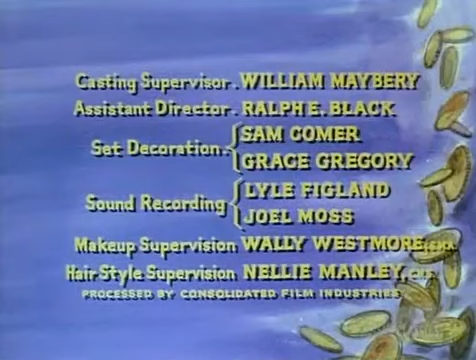 Casting Supervisor . WILLIAM MAYBERY
Assistant Director . RALPH E. BLACK
Set Decoration . SAM COMER
GRACE GREGORY
Sound Recording LYLE FIGLAND
JOEL MOSS
Makeup Supervision WALLY WESTMORE,
Hair Style Supervision NELLIE MANLEY,
PROCESSED BY CONSOLIDATED FILM INDUSTRIES